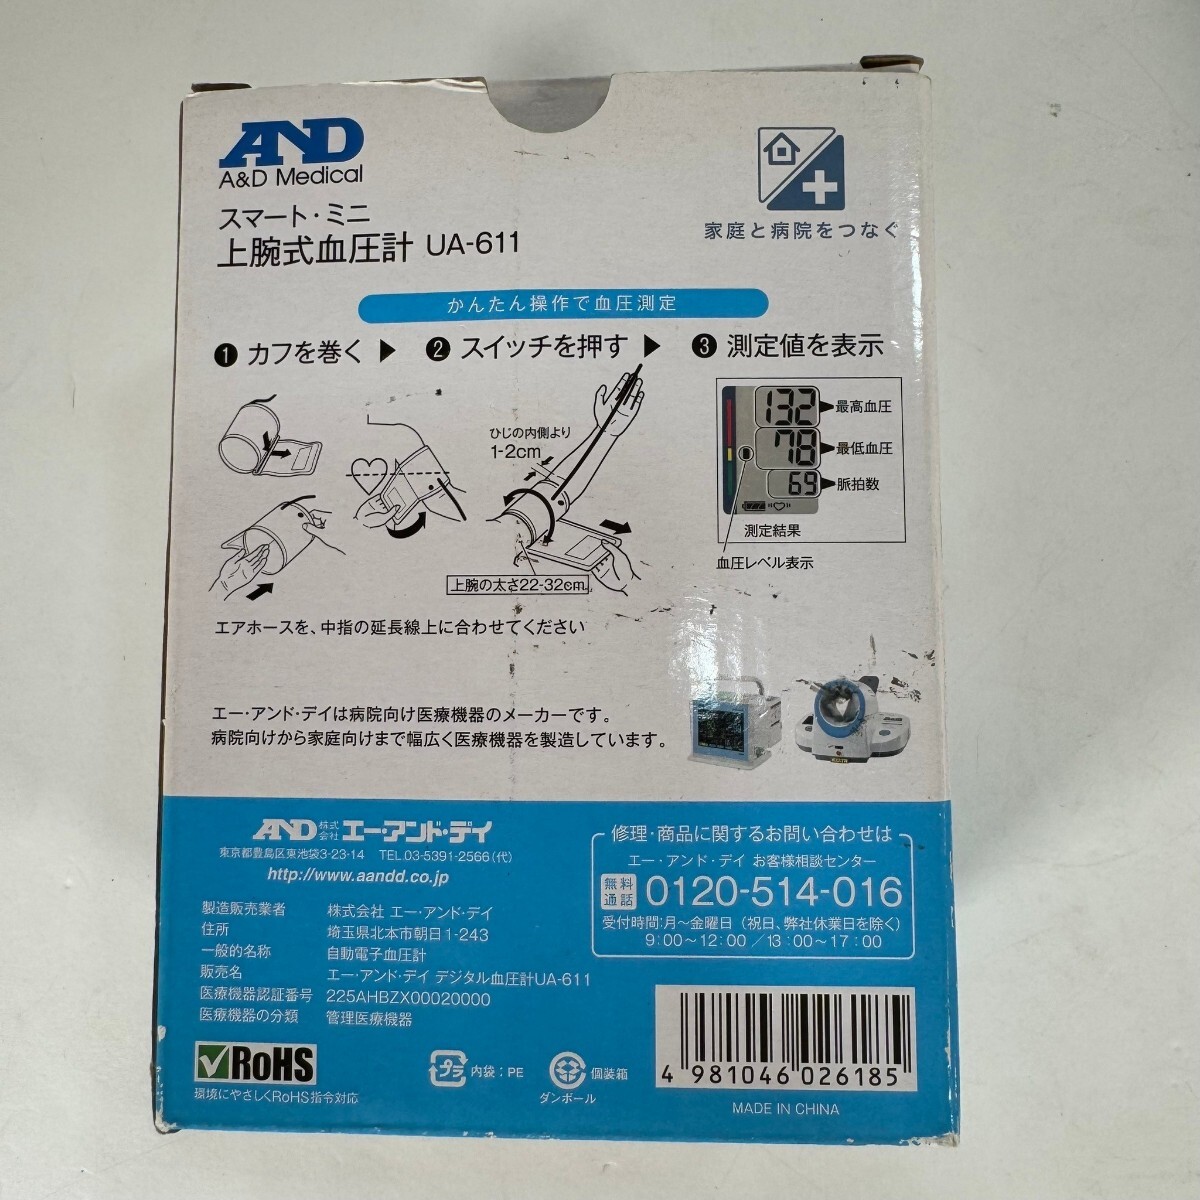 AND
A&D Medical
スマート・ミニ
上腕式血圧計 UA-611
家庭と病院をつなぐ
かんたん操作で血圧測定
❶ カフを巻く ▶ ❷ スイッチを押す ▶ ❸ 測定値を表示
ひじの内側より
1-2cm
上腕の太さ22-32cm
132 最高血圧
78 最低血圧
69 脈拍数
測定結果
血圧レベル表示
エアホースを、中指の延長線上に合わせてください
エー・アンド・デイは病院向け医療機器のメーカーです。
病院向けから家庭向けまで幅広く医療機器を製造しています。
AND 株式会社 エー・アンド・デイ
東京都豊島区東池袋3-23-14 TEL.03-5391-2566(代)
http://www.aandd.co.jp
製造販売業者 株式会社 エー・アンド・デイ
住所 埼玉県北本市朝日1-243
一般的名称 自動電子血圧計
販売名 エー・アンド・デイ デジタル血圧計UA-611
医療機器認証番号 225AHBZX00020000
医療機器の分類 管理医療機器
修理・商品に関するお問い合わせは
エー・アンド・デイ お客様相談センター
無料通話 0120-514-016
受付時間:月〜金曜日(祝日、弊社休業日を除く)
9:00〜12:00/13:00〜17:00
RoHS
環境にやさしくRoHS指令対応
プラ 内袋:PE
個装箱
ダンボール
4 981046 026185
MADE IN CHINA